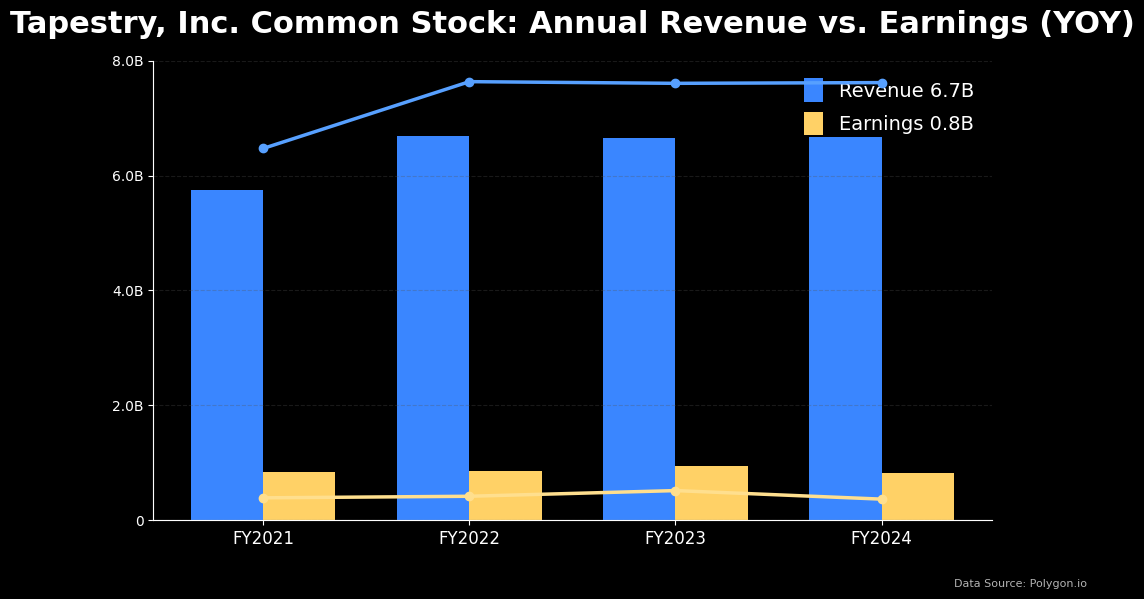 Tapestry, Inc. Common Stock: Annual Revenue vs. Earnings (YOY)
8.0B
Revenue 6.7B
Earnings 0.8B
6.0B
4.0B
2.0B
0
FY2021 FY2022 FY2023 FY2024
Data Source: Polygon.io